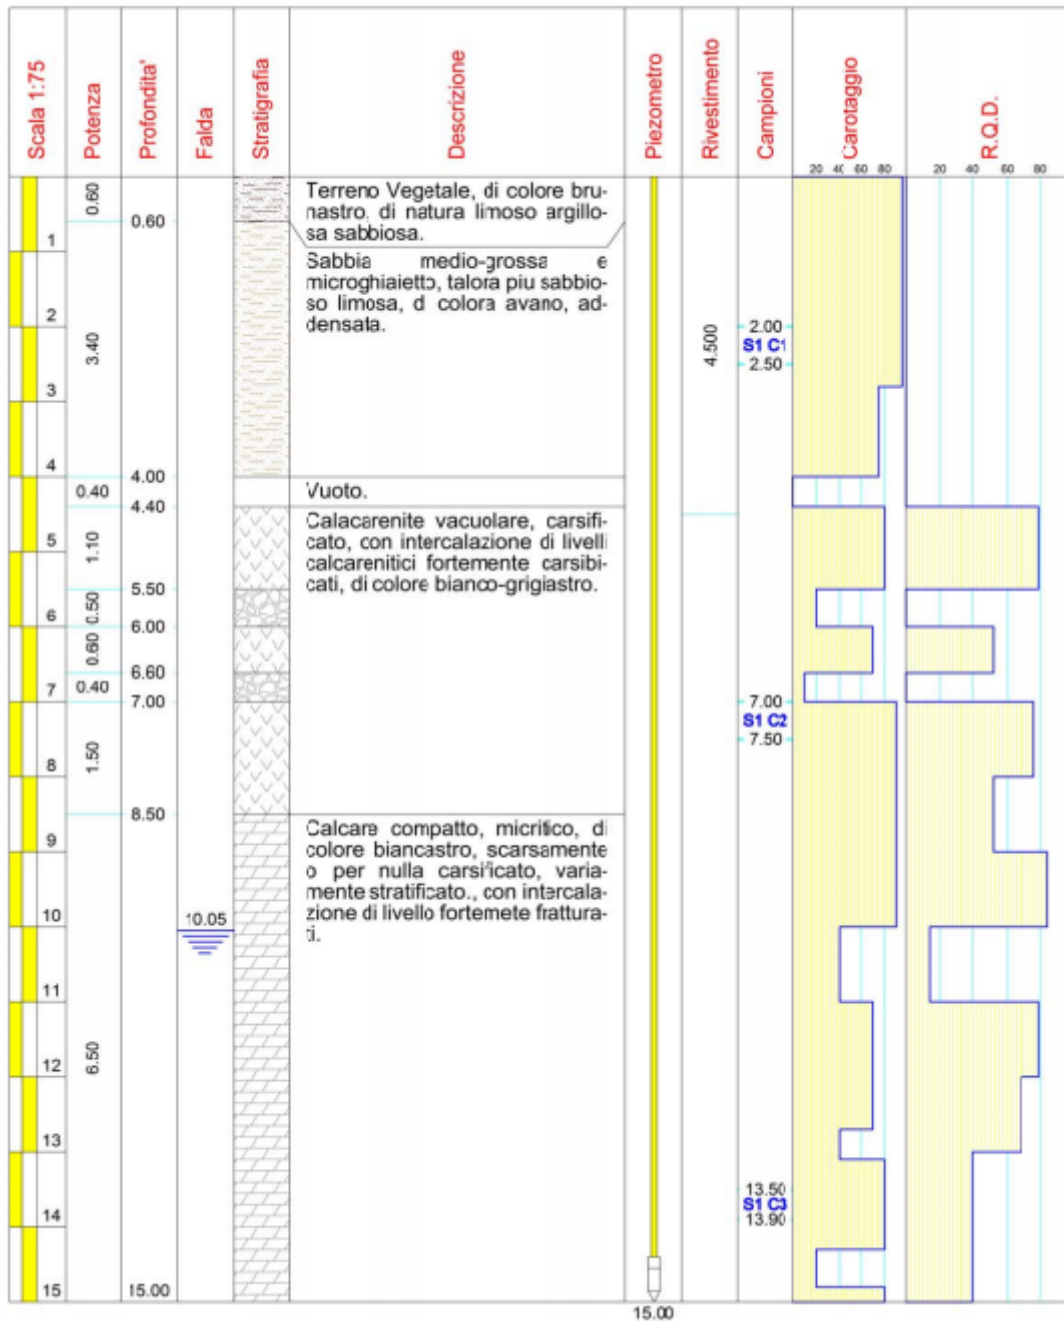 Scala 1:75
Potenza
Profondita'
Falda
Stratigrafia
Descrizione
Piezometro
Rivestimento
Campioni
Carotaggio
R.Q.D.
20 40 60 80
20 40 60 80
0.60
0.60
Terreno Vegetale, di colore bru-
nastro, di natura limoso argillo-
sa sabbiosa.
1
Sabbia medio-grossa e
microghiaietto, talora piu sabbio-
so limosa, di colora avano, ad-
densata.
2
3.40
4.500
2.00
S1 C1
2.50
3
4
4.00
0.40
Vuoto.
4.40
Calacarenite vacuolare, carsifi-
cato, con intercalazione di livelli
calcarenitici fortemente carsibi-
cati, di colore bianco-grigiastro.
5
1.10
5.50
0.50
6
6.00
0.60
6.60
0.40
7
7.00
7.00
S1 C2
7.50
1.50
8
8.50
Calcare compatto, micritico, di
colore biancastro, scarsamente
o per nulla carsificato, varia-
mente stratificato., con intercala-
zione di livello fortemete frattura-
ti.
9
10
10.05
11
12
6.50
13
13.50
S1 C3
13.90
14
15
15.00
15.00